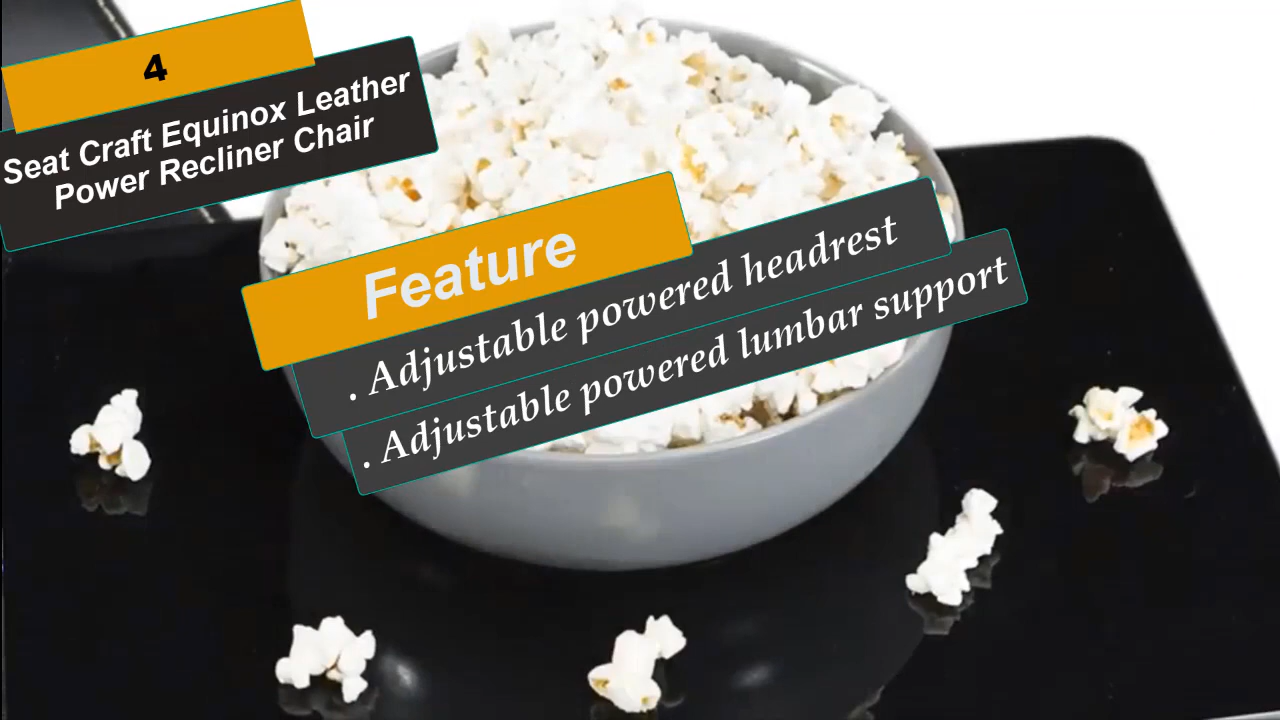 4
Seat Craft Equinox Leather
Power Recliner Chair
Feature
. Adjustable powered headrest
. Adjustable powered lumbar support